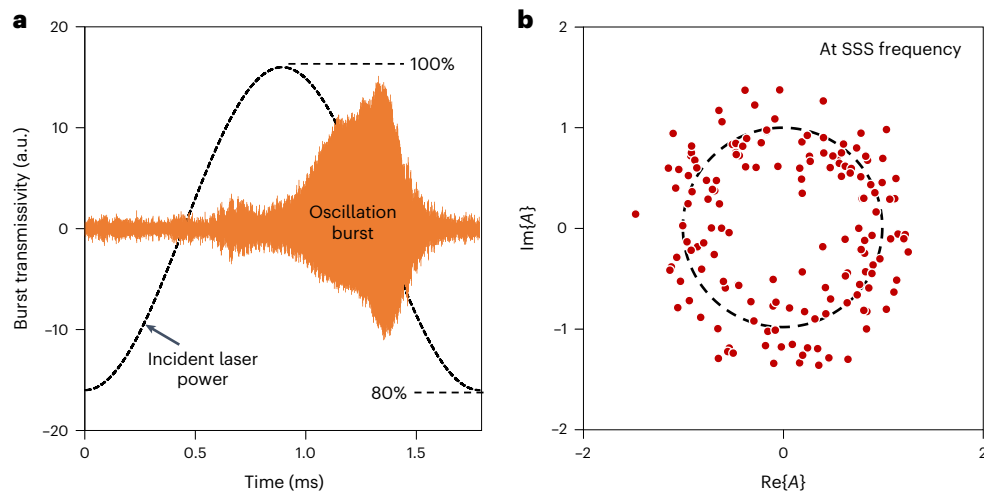 a
20
10
0
−10
−20
Burst transmissivity (a.u.)
100%
Oscillation
burst
Incident laser
power
80%
0
0.5
1.0
1.5
Time (ms)
b
At SSS frequency
2
1
0
−1
−2
Im{A}
−2
0
2
Re{A}